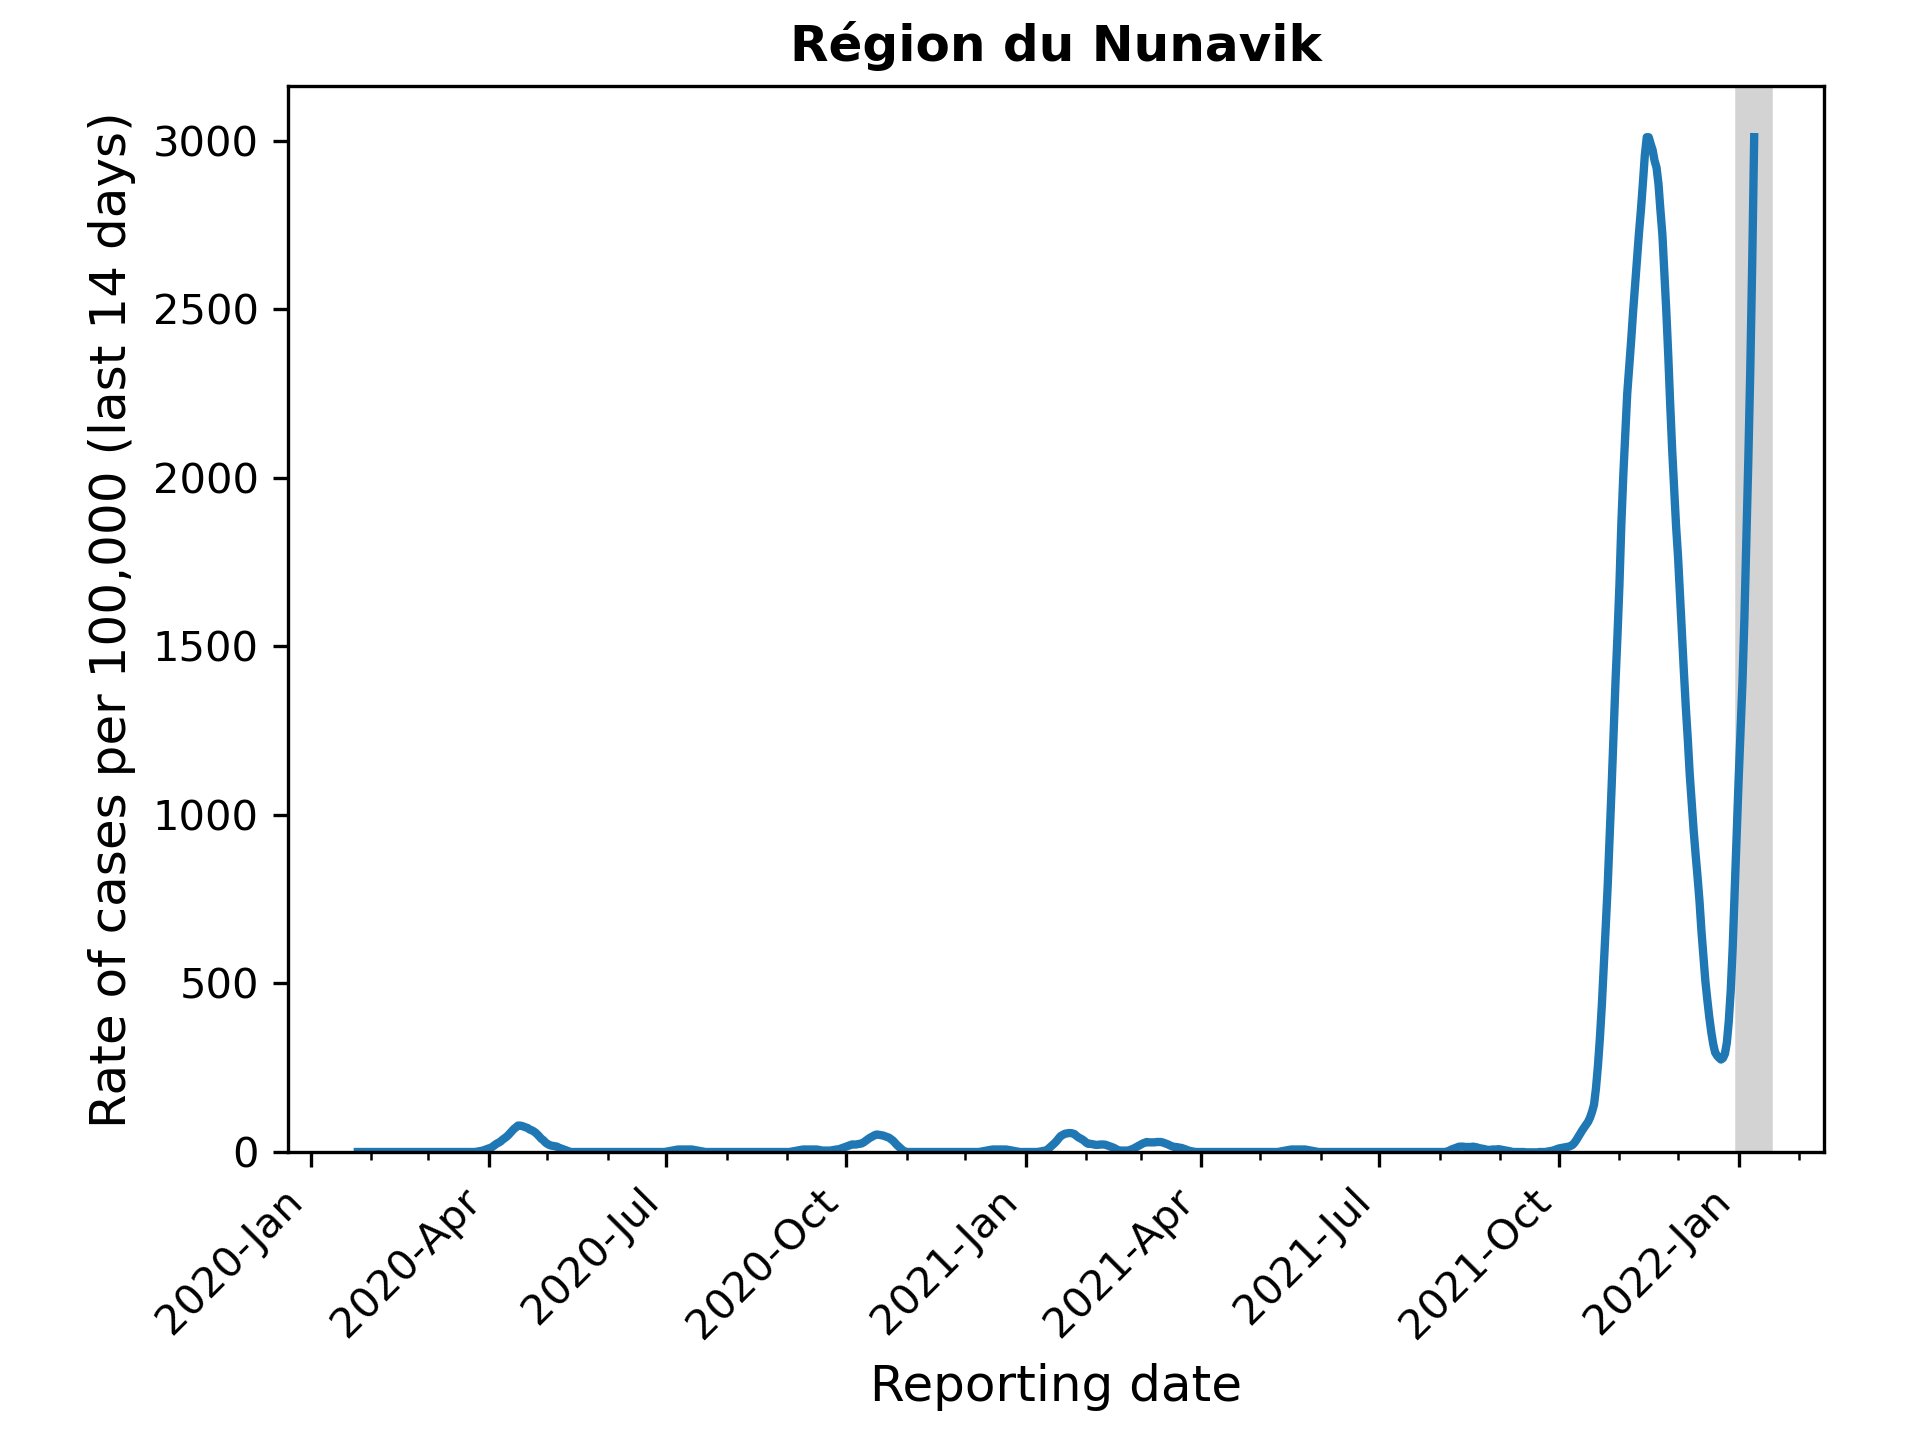 Région du Nunavik
Rate of cases per 100,000 (last 14 days)
3000
2500
2000
1500
1000
500
0
2020-Jan
2020-Apr
2020-Jul
2020-Oct
2021-Jan
2021-Apr
2021-Jul
2021-Oct
2022-Jan
Reporting date